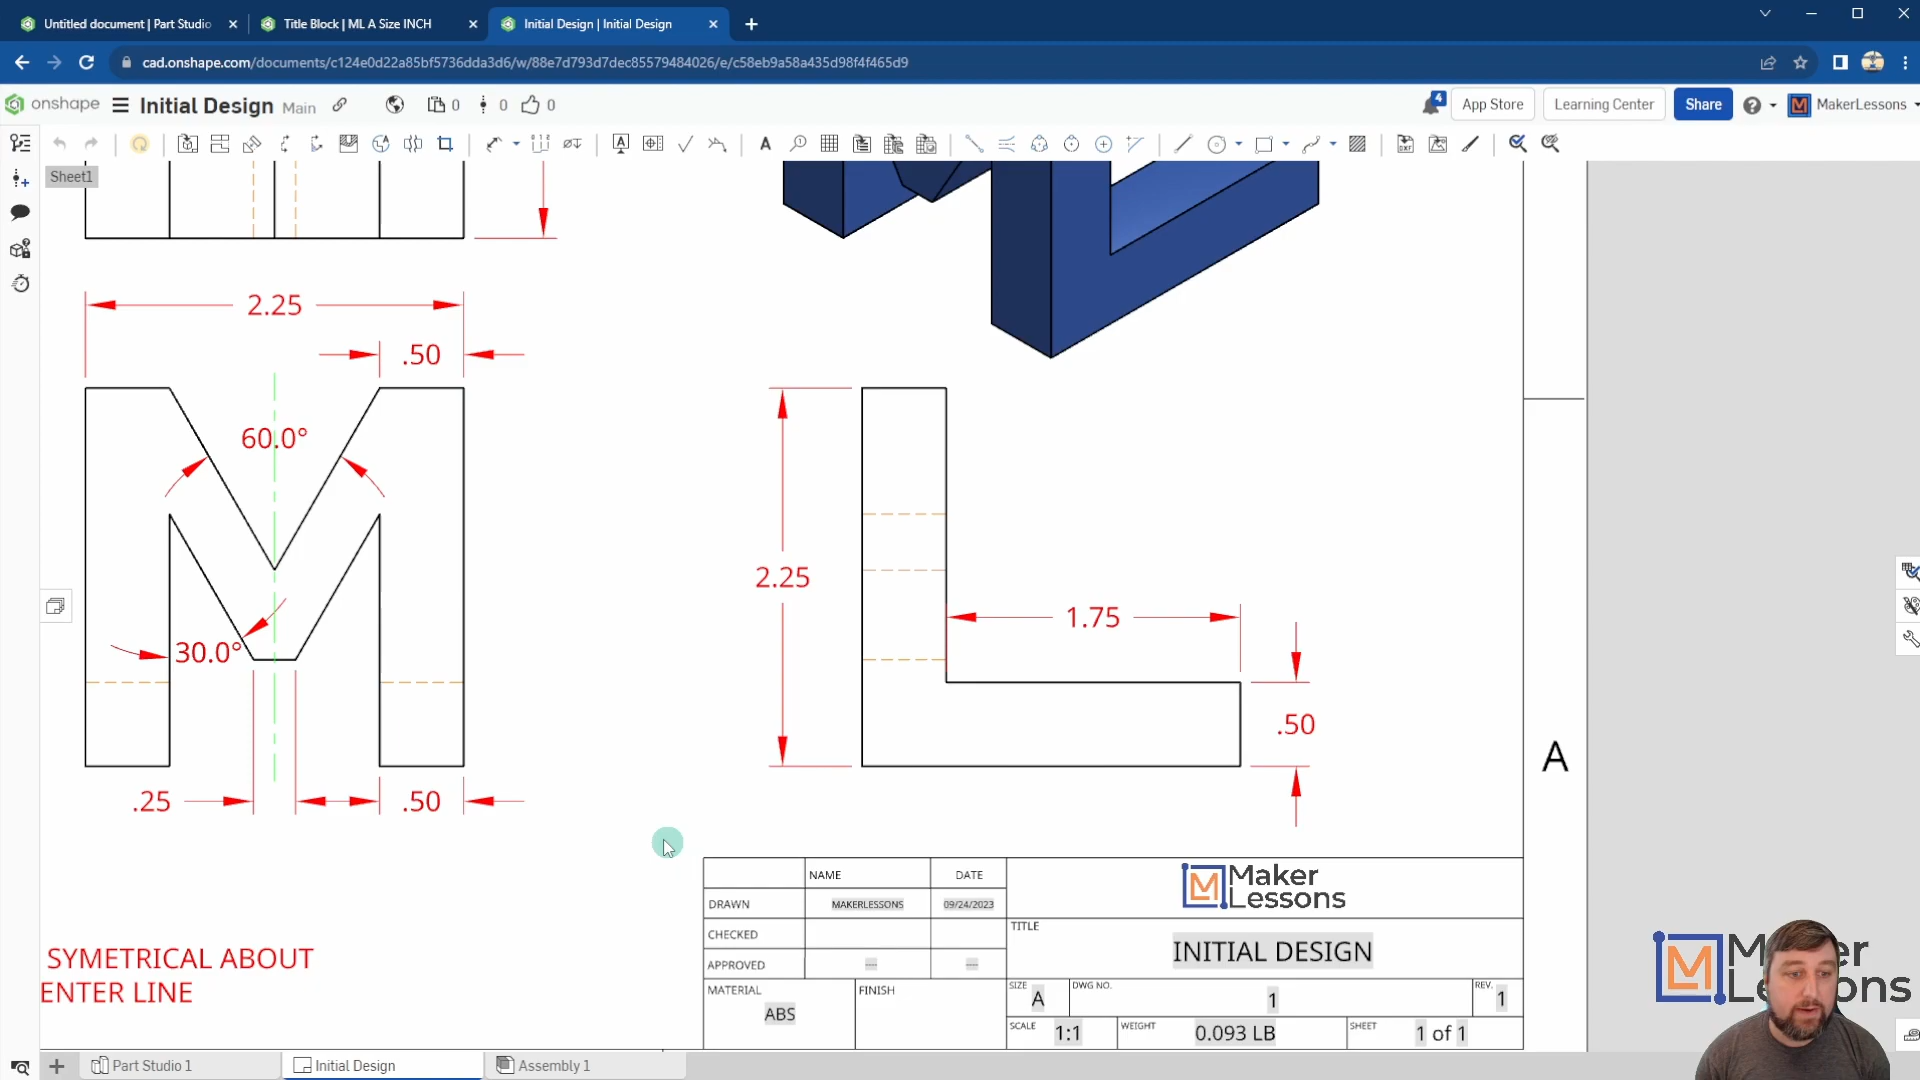 Untitled document | Part Studio
Title Block | ML A Size INCH
Initial Design | Initial Design
cad.onshape.com/documents/c124e0d22a85bf5736dda3d6/w/88e7d793d7dec85579484026/e/c58eb9a58a435d98f4f465d9
onshape
Initial Design Main
0
0
0
4
App Store
Learning Center
Share
MakerLessons
Sheet1
2.25
.50
60.0°
30.0°
.25
.50
2.25
1.75
.50
A
SYMETRICAL ABOUT
ENTER LINE
NAME
DATE
DRAWN
MAKERLESSONS
09/24/2023
CHECKED
APPROVED
MATERIAL
ABS
FINISH
Maker
Lessons
TITLE
INITIAL DESIGN
SIZE
A
DWG NO.
1
REV.
1
SCALE
1:1
WEIGHT
0.093 LB
SHEET
1 of 1
Part Studio 1
Initial Design
Assembly 1